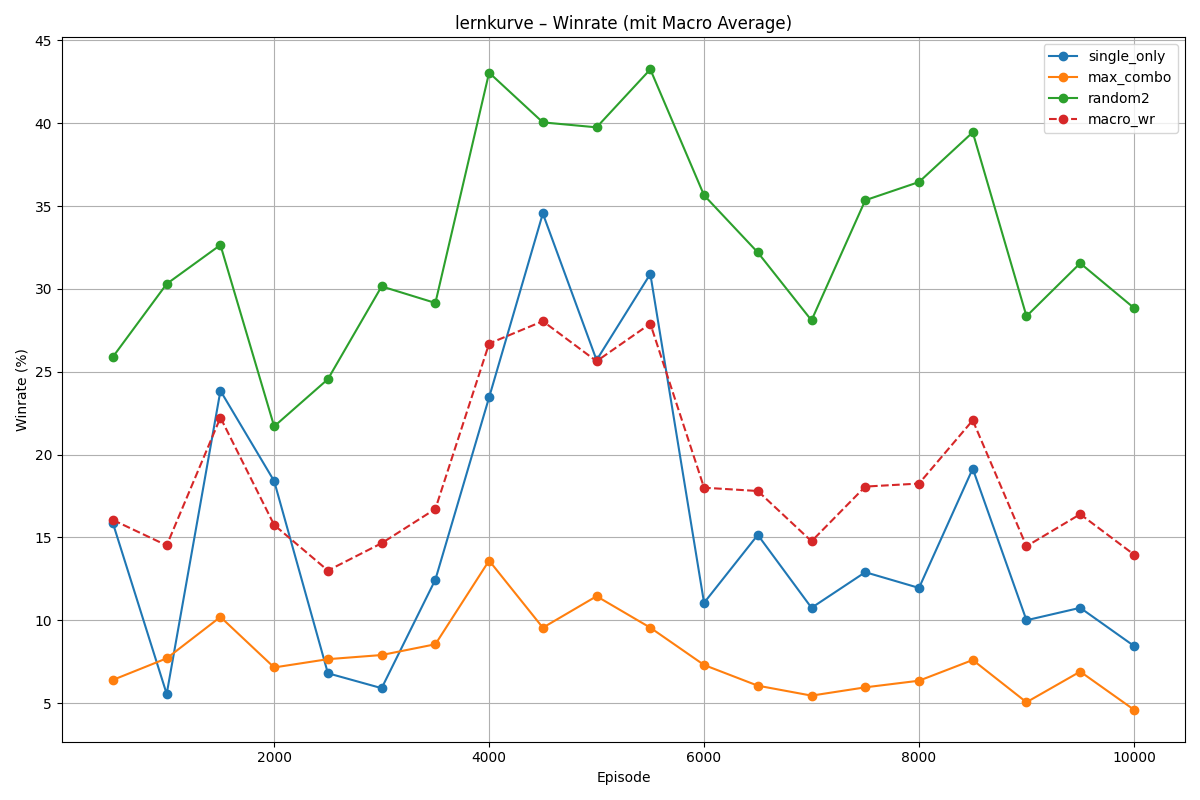 lernkurve – Winrate (mit Macro Average)
single_only
max_combo
random2
macro_wr
Winrate (%)
45
40
35
30
25
20
15
10
5
2000 4000 6000 8000 10000
Episode